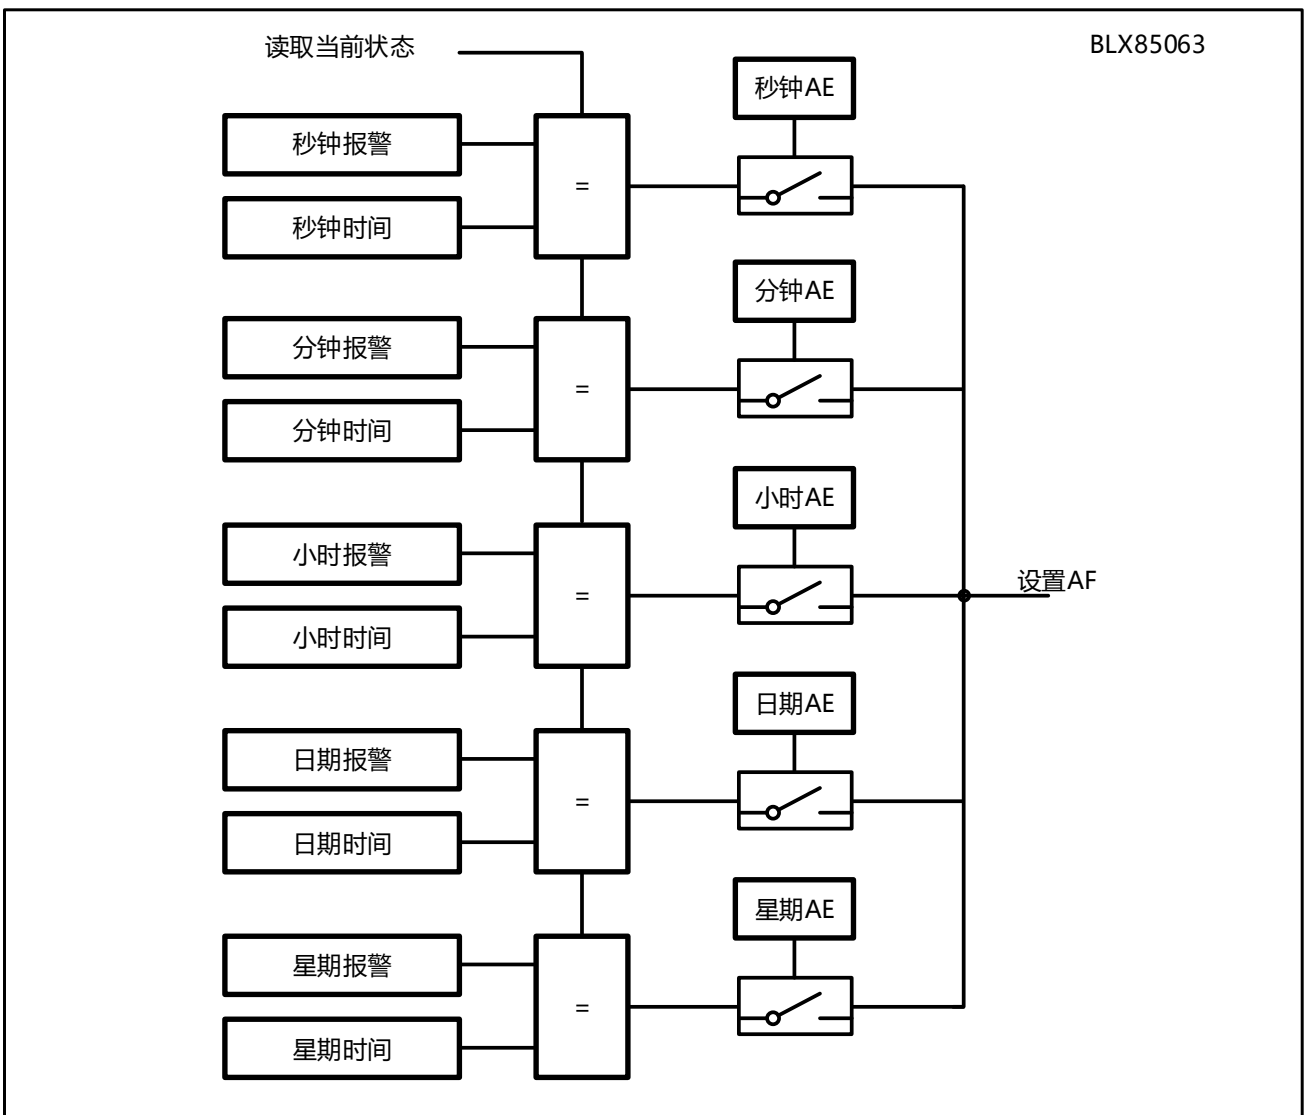 读取当前状态
BLX85063
秒钟AE
秒钟报警
=
秒钟时间
分钟AE
分钟报警
=
分钟时间
小时AE
小时报警
=
设置AF
小时时间
日期AE
日期报警
=
日期时间
星期AE
星期报警
=
星期时间